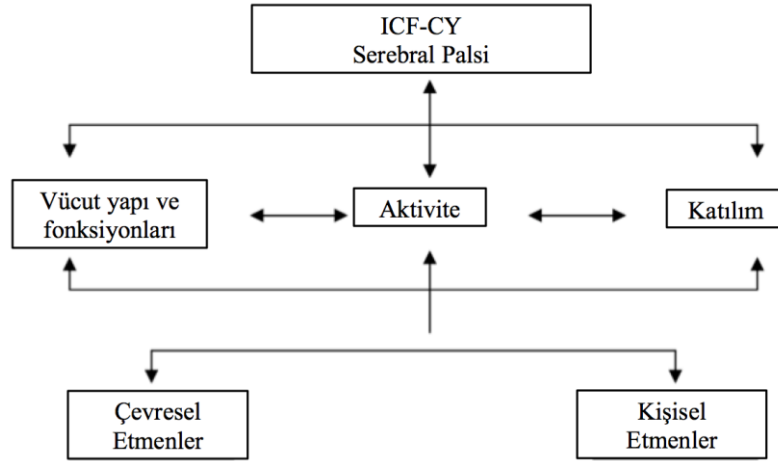 ICF-CY
Serebral Palsi
Vücut yapı ve
fonksiyonları
Aktivite
Katılım
Çevresel
Etmenler
Kişisel
Etmenler